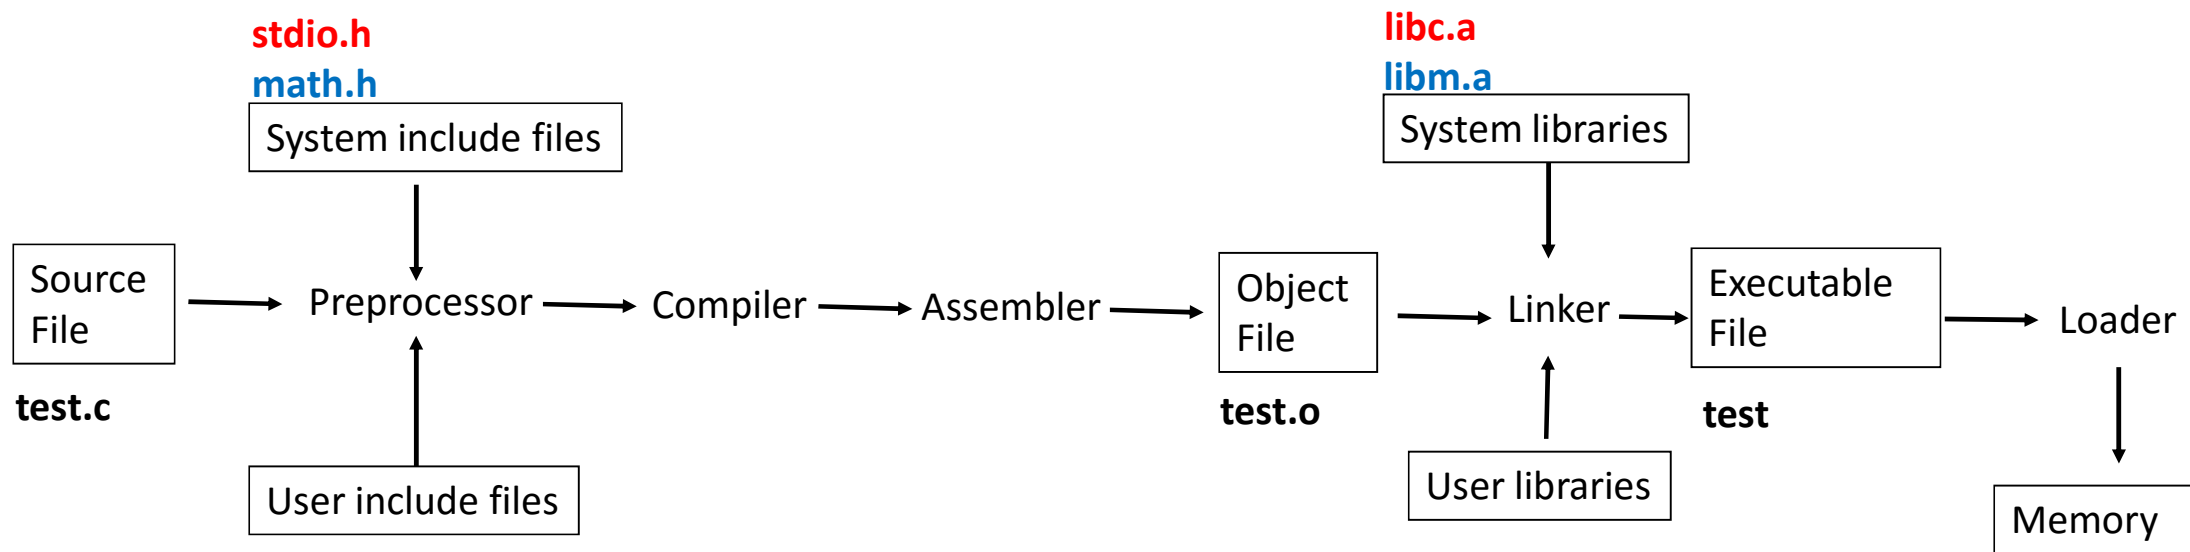 stdio.h
math.h
System include files
libc.a
libm.a
System libraries
Source
File
test.c
Preprocessor
Compiler
Assembler
Object
File
test.o
Linker
Executable
File
test
Loader
User include files
User libraries
Memory